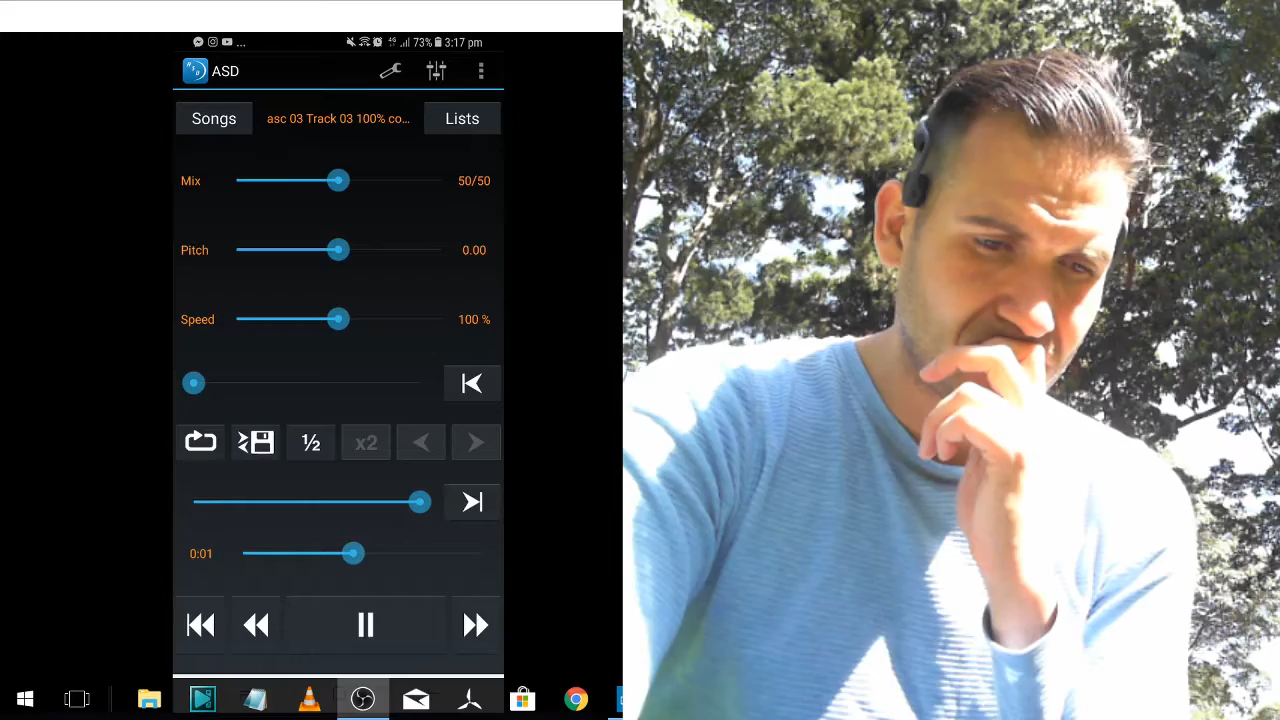 ... 4G 73% 3:17 pm
ASD
Songs asc 03 Track 03 100% co... Lists
Mix 50/50
Pitch 0.00
Speed 100 %
½ x2
0:01